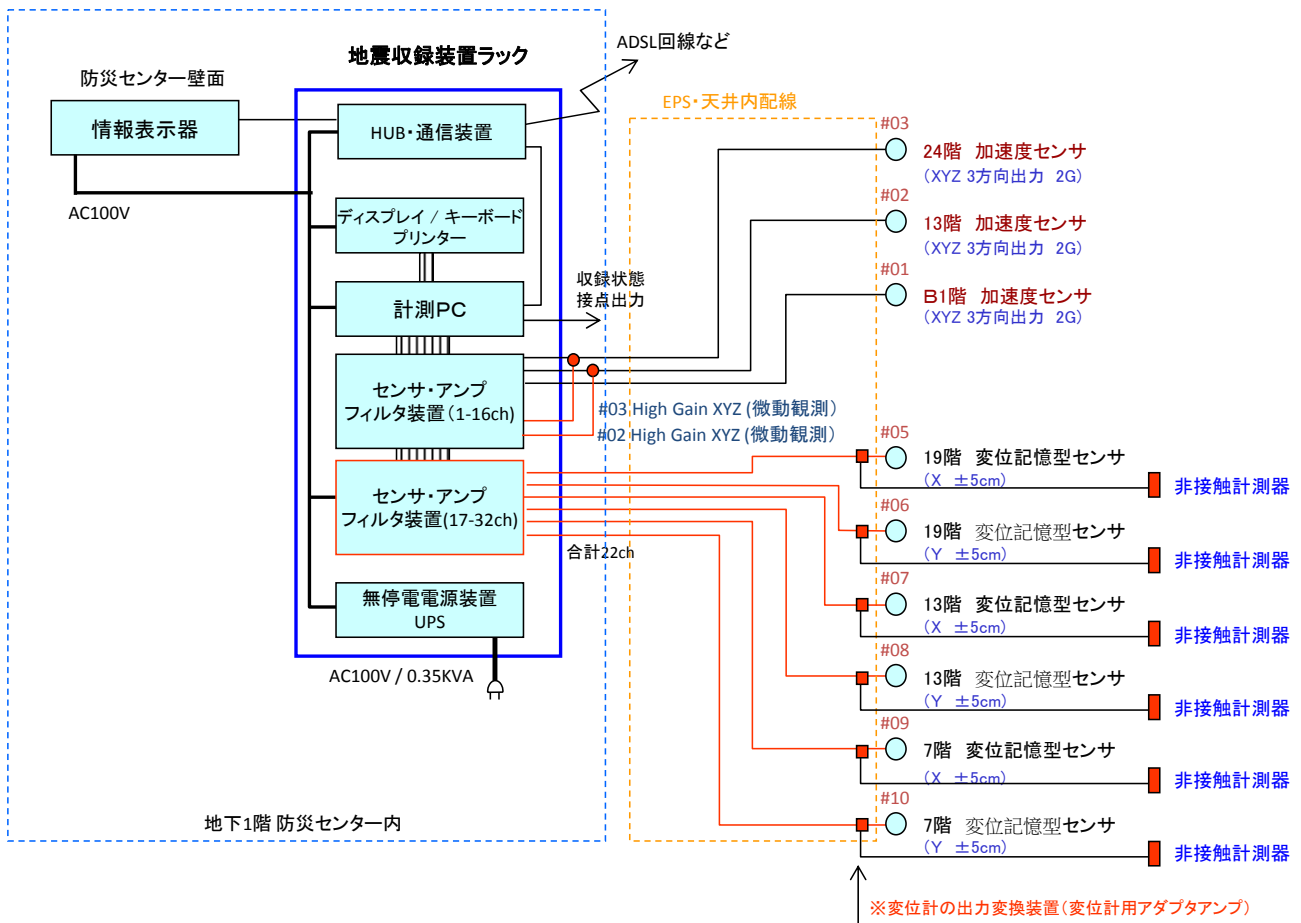 地震収録装置ラック
ADSL回線など
防災センター壁面
情報表示器
HUB・通信装置
AC100V
ディスプレイ / キーボード
プリンター
計測PC
収録状態
接点出力
センサ・アンプ
フィルタ装置(1-16ch)
#03 High Gain XYZ (微動観測)
#02 High Gain XYZ (微動観測)
センサ・アンプ
フィルタ装置(17-32ch)
合計22ch
無停電電源装置
UPS
AC100V / 0.35KVA
地下1階 防災センター内
EPS・天井内配線
#03
24階 加速度センサ
(XYZ 3方向出力 2G)
#02
13階 加速度センサ
(XYZ 3方向出力 2G)
#01
B1階 加速度センサ
(XYZ 3方向出力 2G)
#05
19階 変位記憶型センサ
(X ±5cm)
非接触計測器
#06
19階 変位記憶型センサ
(Y ±5cm)
非接触計測器
#07
13階 変位記憶型センサ
(X ±5cm)
非接触計測器
#08
13階 変位記憶型センサ
(Y ±5cm)
非接触計測器
#09
7階 変位記憶型センサ
(X ±5cm)
非接触計測器
#10
7階 変位記憶型センサ
(Y ±5cm)
非接触計測器
※変位計の出力変換装置(変位計用アダプタアンプ)